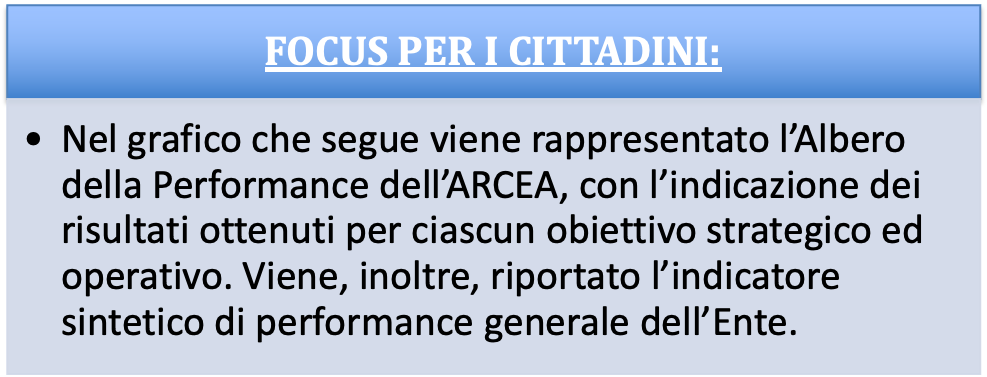 FOCUS PER I CITTADINI:
• Nel grafico che segue viene rappresentato l’Albero
della Performance dell’ARCEA, con l’indicazione dei
risultati ottenuti per ciascun obiettivo strategico ed
operativo. Viene, inoltre, riportato l’indicatore
sintetico di performance generale dell’Ente.